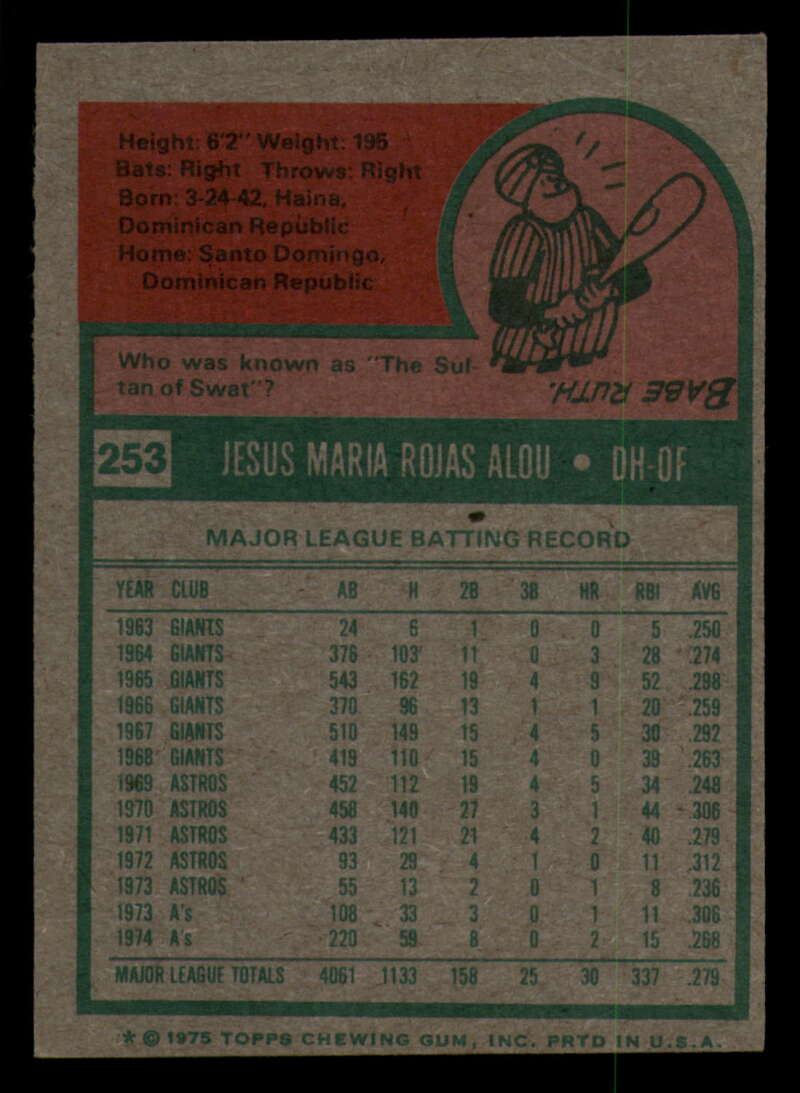 Height: 6'2" Weight: 195
Bats: Right Throws: Right
Born: 3-24-42, Haina,
Dominican Republic
Home: Santo Domingo,
Dominican Republic
Who was known as "The Sul-
tan of Swat"?
BABE RUTH.
253 JESUS MARIA ROJAS ALOU • DH-OF
MAJOR LEAGUE BATTING RECORD
YEAR CLUB AB H 2B 3B HR RBI AVG
1963 GIANTS 24 6 1 0 0 5 .250
1964 GIANTS 376 103 11 0 3 28 .274
1965 GIANTS 543 162 19 4 9 52 .298
1966 GIANTS 370 96 13 1 1 20 .259
1967 GIANTS 510 149 15 4 5 30 .292
1968 GIANTS 419 110 15 4 0 39 .263
1969 ASTROS 452 112 19 4 5 34 .248
1970 ASTROS 458 140 27 3 1 44 .306
1971 ASTROS 433 121 21 4 2 40 .279
1972 ASTROS 93 29 4 1 0 11 .312
1973 ASTROS 55 13 2 0 1 8 .236
1973 A's 108 33 3 0 1 11 .306
1974 A's 220 59 8 0 2 15 .268
MAJOR LEAGUE TOTALS 4061 1133 158 25 30 337 .279
* © 1975 TOPPS CHEWING GUM, INC. PRTD IN U.S.A.